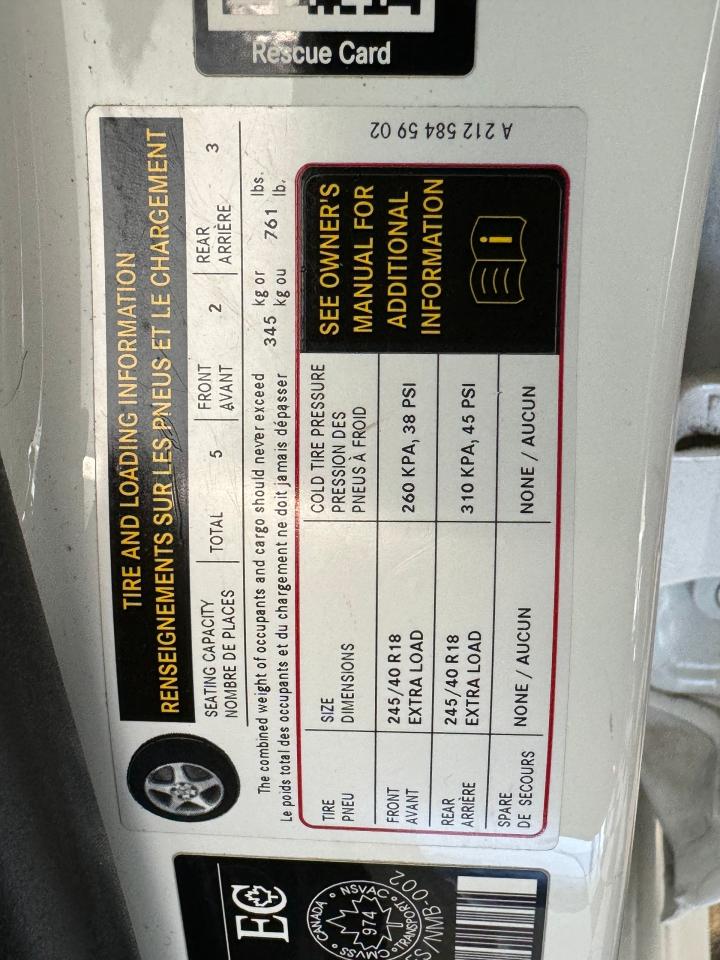 Rescue Card
TIRE AND LOADING INFORMATION
RENSEIGNEMENTS SUR LES PNEUS ET LE CHARGEMENT
SEATING CAPACITY TOTAL 5 FRONT 2 REAR 3
NOMBRE DE PLACES AVANT ARRIÈRE
The combined weight of occupants and cargo should never exceed 345 kg or 761 lbs.
Le poids total des occupants et du chargement ne doit jamais dépasser kg ou lb.
TIRE SIZE COLD TIRE PRESSURE
PNEU DIMENSIONS PRESSION DES
PNEUS À FROID
FRONT 245/40 R18 260 KPA, 38 PSI
AVANT EXTRA LOAD
REAR 245/40 R18 310 KPA, 45 PSI
ARRIÈRE EXTRA LOAD
SPARE NONE / AUCUN NONE / AUCUN
DE SECOURS
SEE OWNER'S
MANUAL FOR
ADDITIONAL
INFORMATION
i
A 212 584 59 02
EC
CANADA NSVAC
974
CMVSS TRANSPORT
S/NMB-002